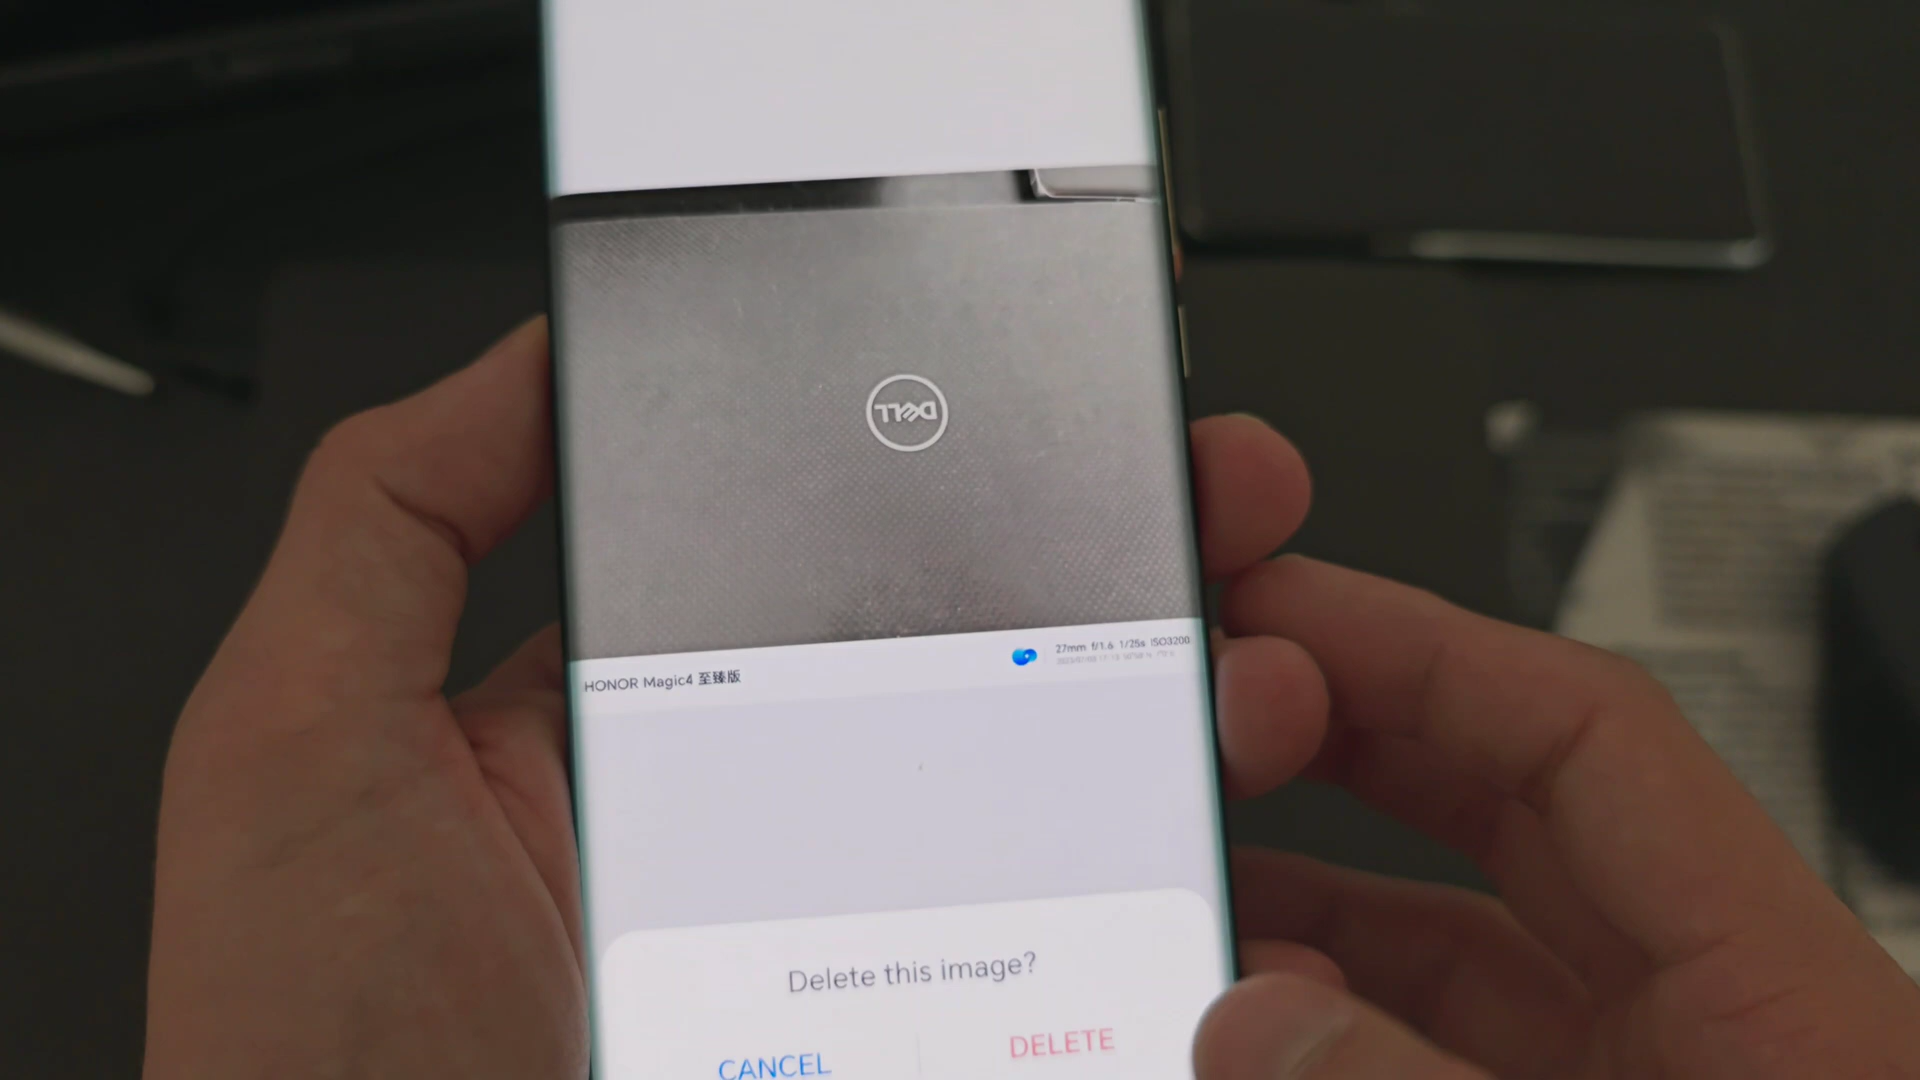 DELL
27mm f/1.6 1/25s ISO3200
HONOR Magic4 至臻版
Delete this image?
CANCEL
DELETE